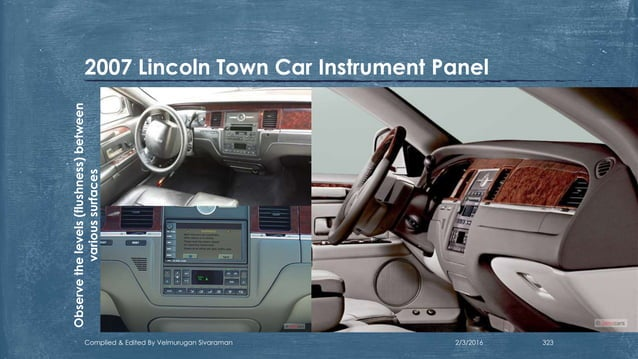 2007 Lincoln Town Car Instrument Panel
Observe the levels (flushness) between
various surfaces
Compiled & Edited By Velmurugan Sivaraman
2/3/2016
323